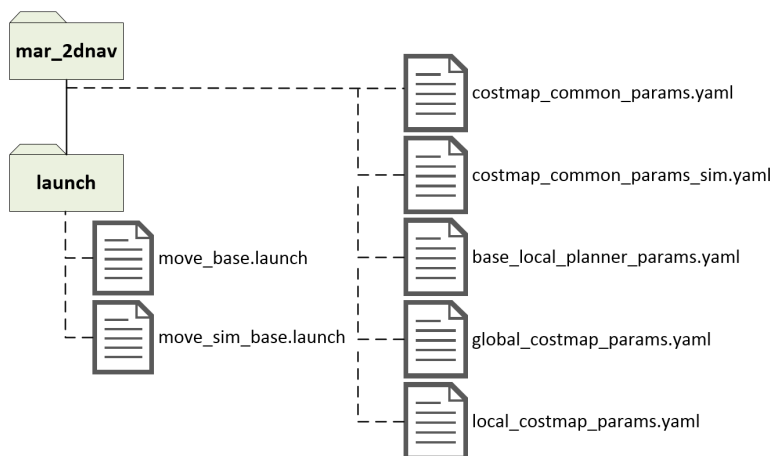 mar_2dnav
costmap_common_params.yaml
costmap_common_params_sim.yaml
launch
move_base.launch
base_local_planner_params.yaml
move_sim_base.launch
global_costmap_params.yaml
local_costmap_params.yaml